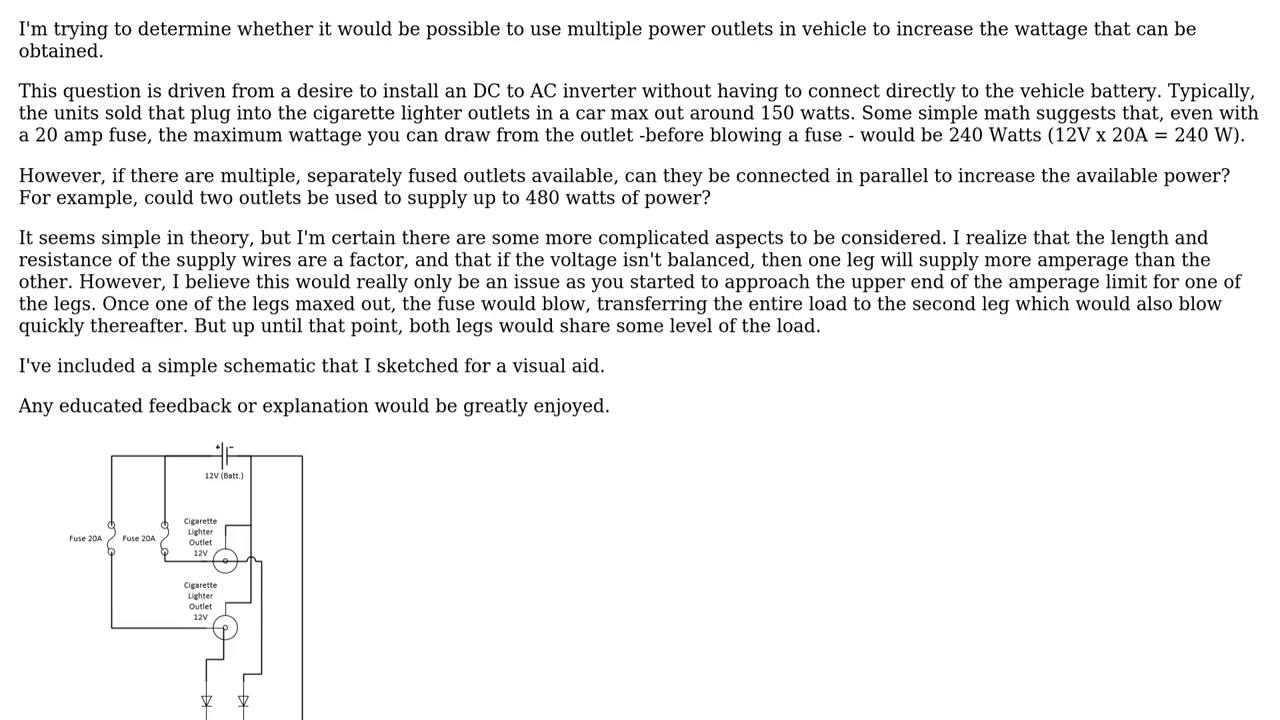 I'm trying to determine whether it would be possible to use multiple power outlets in vehicle to increase the wattage that can be
obtained.
This question is driven from a desire to install an DC to AC inverter without having to connect directly to the vehicle battery. Typically,
the units sold that plug into the cigarette lighter outlets in a car max out around 150 watts. Some simple math suggests that, even with
a 20 amp fuse, the maximum wattage you can draw from the outlet -before blowing a fuse - would be 240 Watts (12V x 20A = 240 W).
However, if there are multiple, separately fused outlets available, can they be connected in parallel to increase the available power?
For example, could two outlets be used to supply up to 480 watts of power?
It seems simple in theory, but I'm certain there are some more complicated aspects to be considered. I realize that the length and
resistance of the supply wires are a factor, and that if the voltage isn't balanced, then one leg will supply more amperage than the
other. However, I believe this would really only be an issue as you started to approach the upper end of the amperage limit for one of
the legs. Once one of the legs maxed out, the fuse would blow, transferring the entire load to the second leg which would also blow
quickly thereafter. But up until that point, both legs would share some level of the load.
I've included a simple schematic that I sketched for a visual aid.
Any educated feedback or explanation would be greatly enjoyed.
+ -
12V (Batt.)
Cigarette
Lighter
Outlet
12V
Fuse 20A
Fuse 20A
Cigarette
Lighter
Outlet
12V